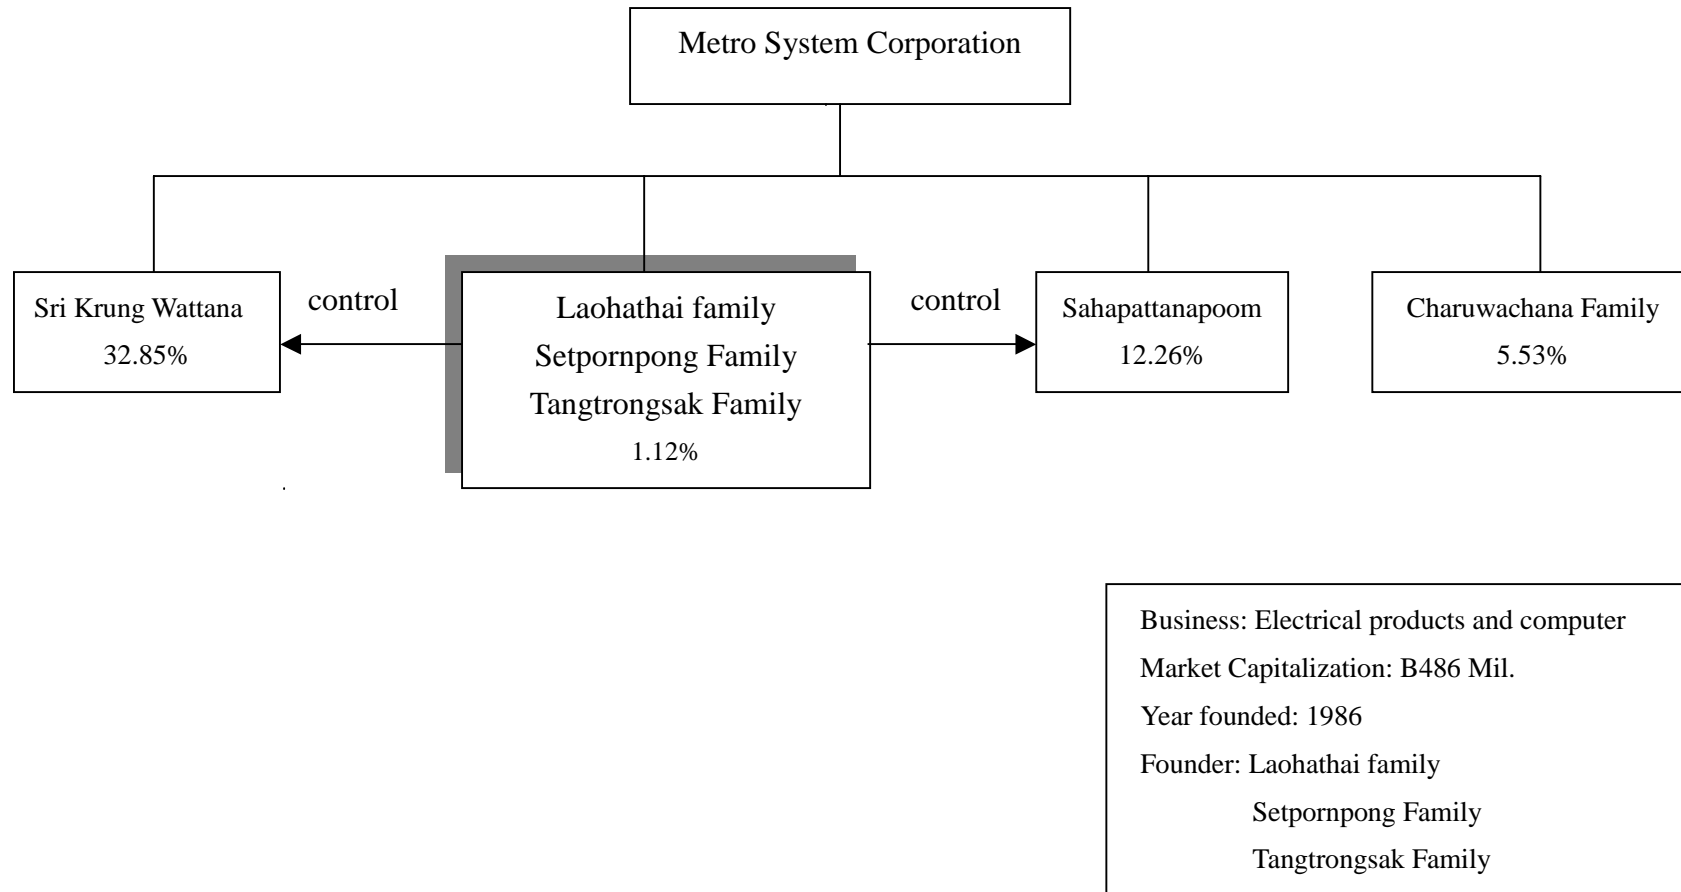 Metro System Corporation
Sri Krung Wattana
32.85%
control
Laohathai family
Setpornpong Family
Tangtrongsak Family
1.12%
control
Sahapattanapoom
12.26%
Charuwachana Family
5.53%
Business: Electrical products and computer
Market Capitalization: B486 Mil.
Year founded: 1986
Founder: Laohathai family
Setpornpong Family
Tangtrongsak Family